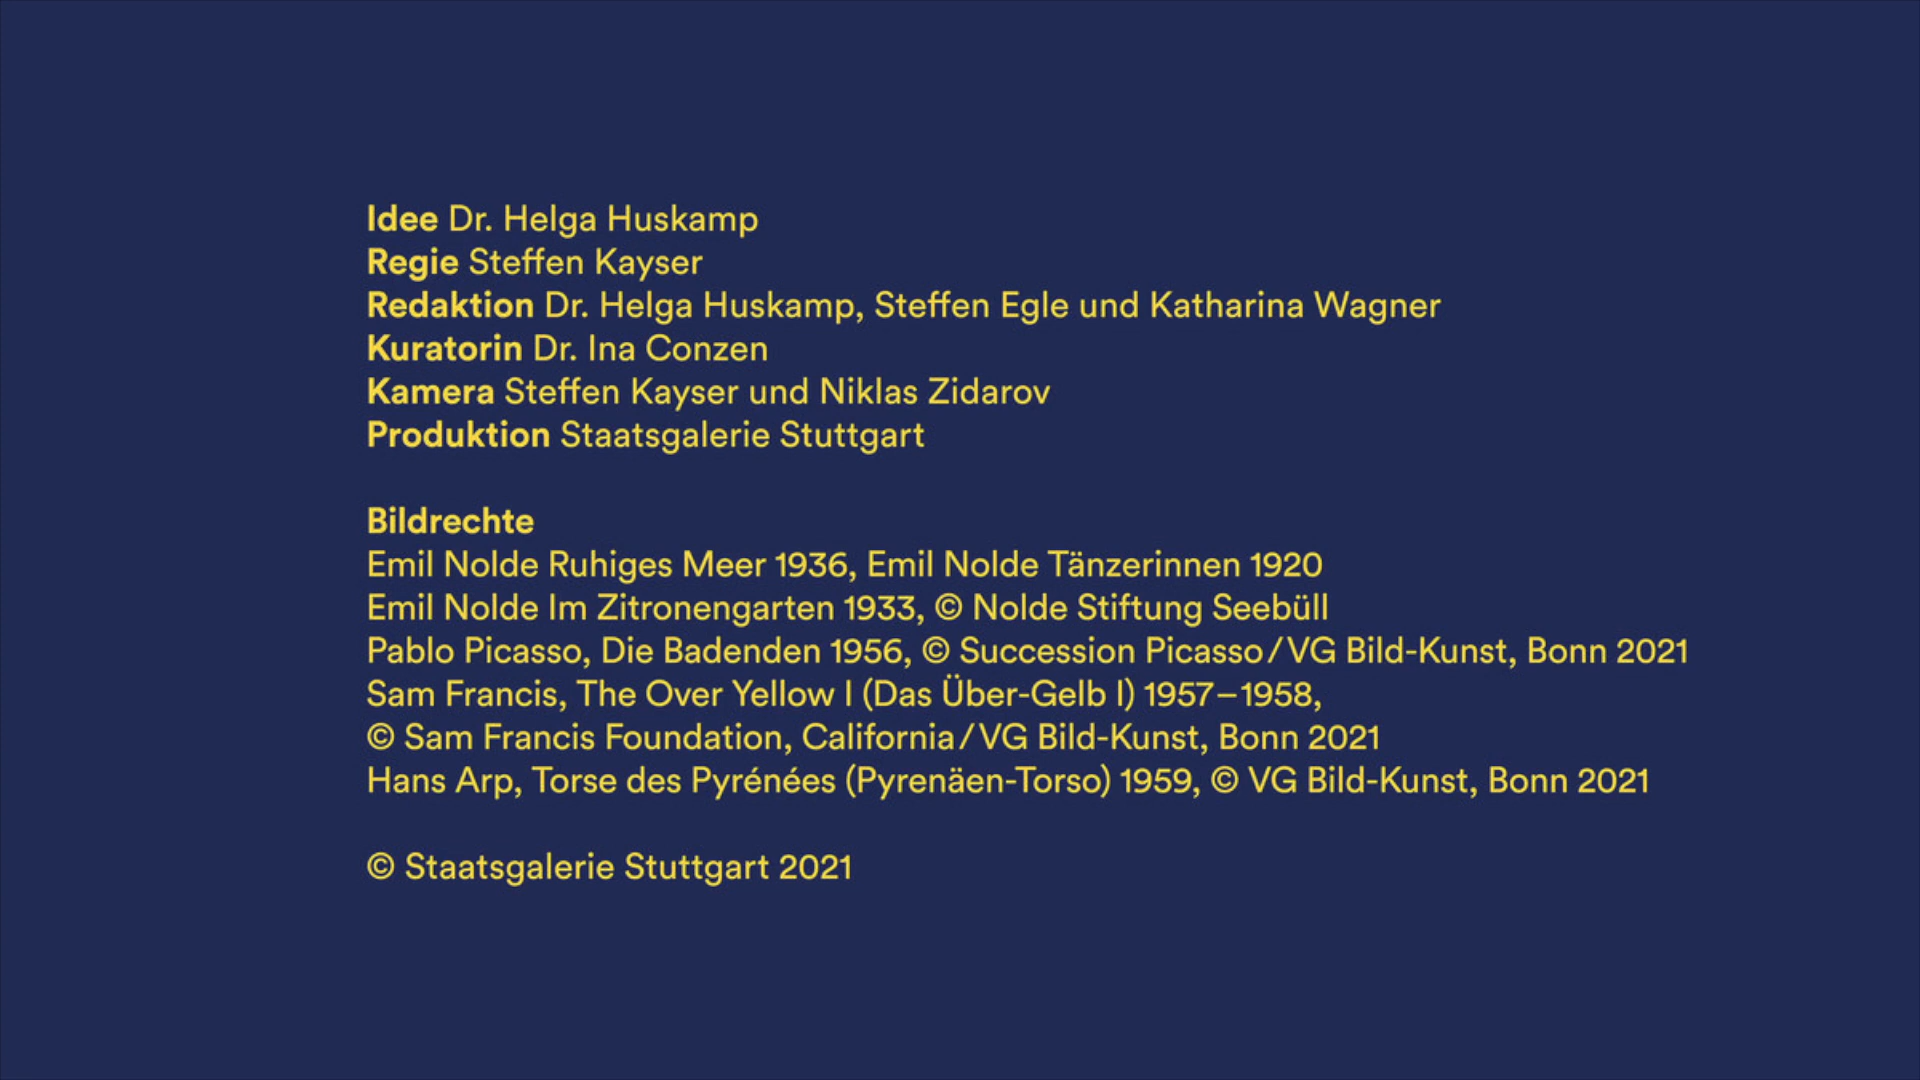 Idee Dr. Helga Huskamp
Regie Steffen Kayser
Redaktion Dr. Helga Huskamp, Steffen Egle und Katharina Wagner
Kuratorin Dr. Ina Conzen
Kamera Steffen Kayser und Niklas Zidarov
Produktion Staatsgalerie Stuttgart
Bildrechte
Emil Nolde Ruhiges Meer 1936, Emil Nolde Tänzerinnen 1920
Emil Nolde Im Zitronengarten 1933, © Nolde Stiftung Seebüll
Pablo Picasso, Die Badenden 1956, © Succession Picasso/VG Bild-Kunst, Bonn 2021
Sam Francis, The Over Yellow I (Das Über-Gelb I) 1957–1958,
© Sam Francis Foundation, California/VG Bild-Kunst, Bonn 2021
Hans Arp, Torse des Pyrénées (Pyrenäen-Torso) 1959, © VG Bild-Kunst, Bonn 2021
© Staatsgalerie Stuttgart 2021